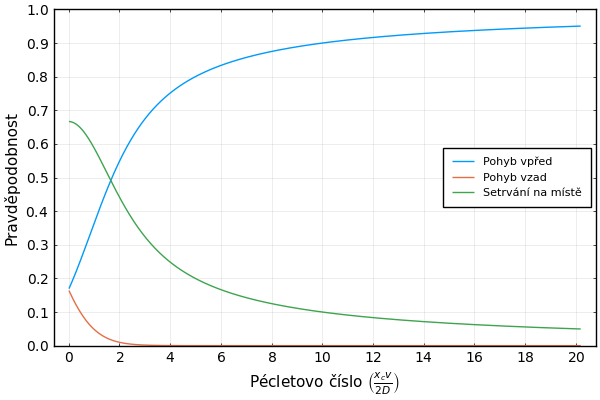 1.0
0.9
0.8
0.7
0.6
0.5
0.4
0.3
0.2
0.1
0.0
Pravděpodobnost
Pohyb vpřed
Pohyb vzad
Setrvání na místě
0 2 4 6 8 10 12 14 16 18 20
Pécletovo číslo (x_c v / 2D)